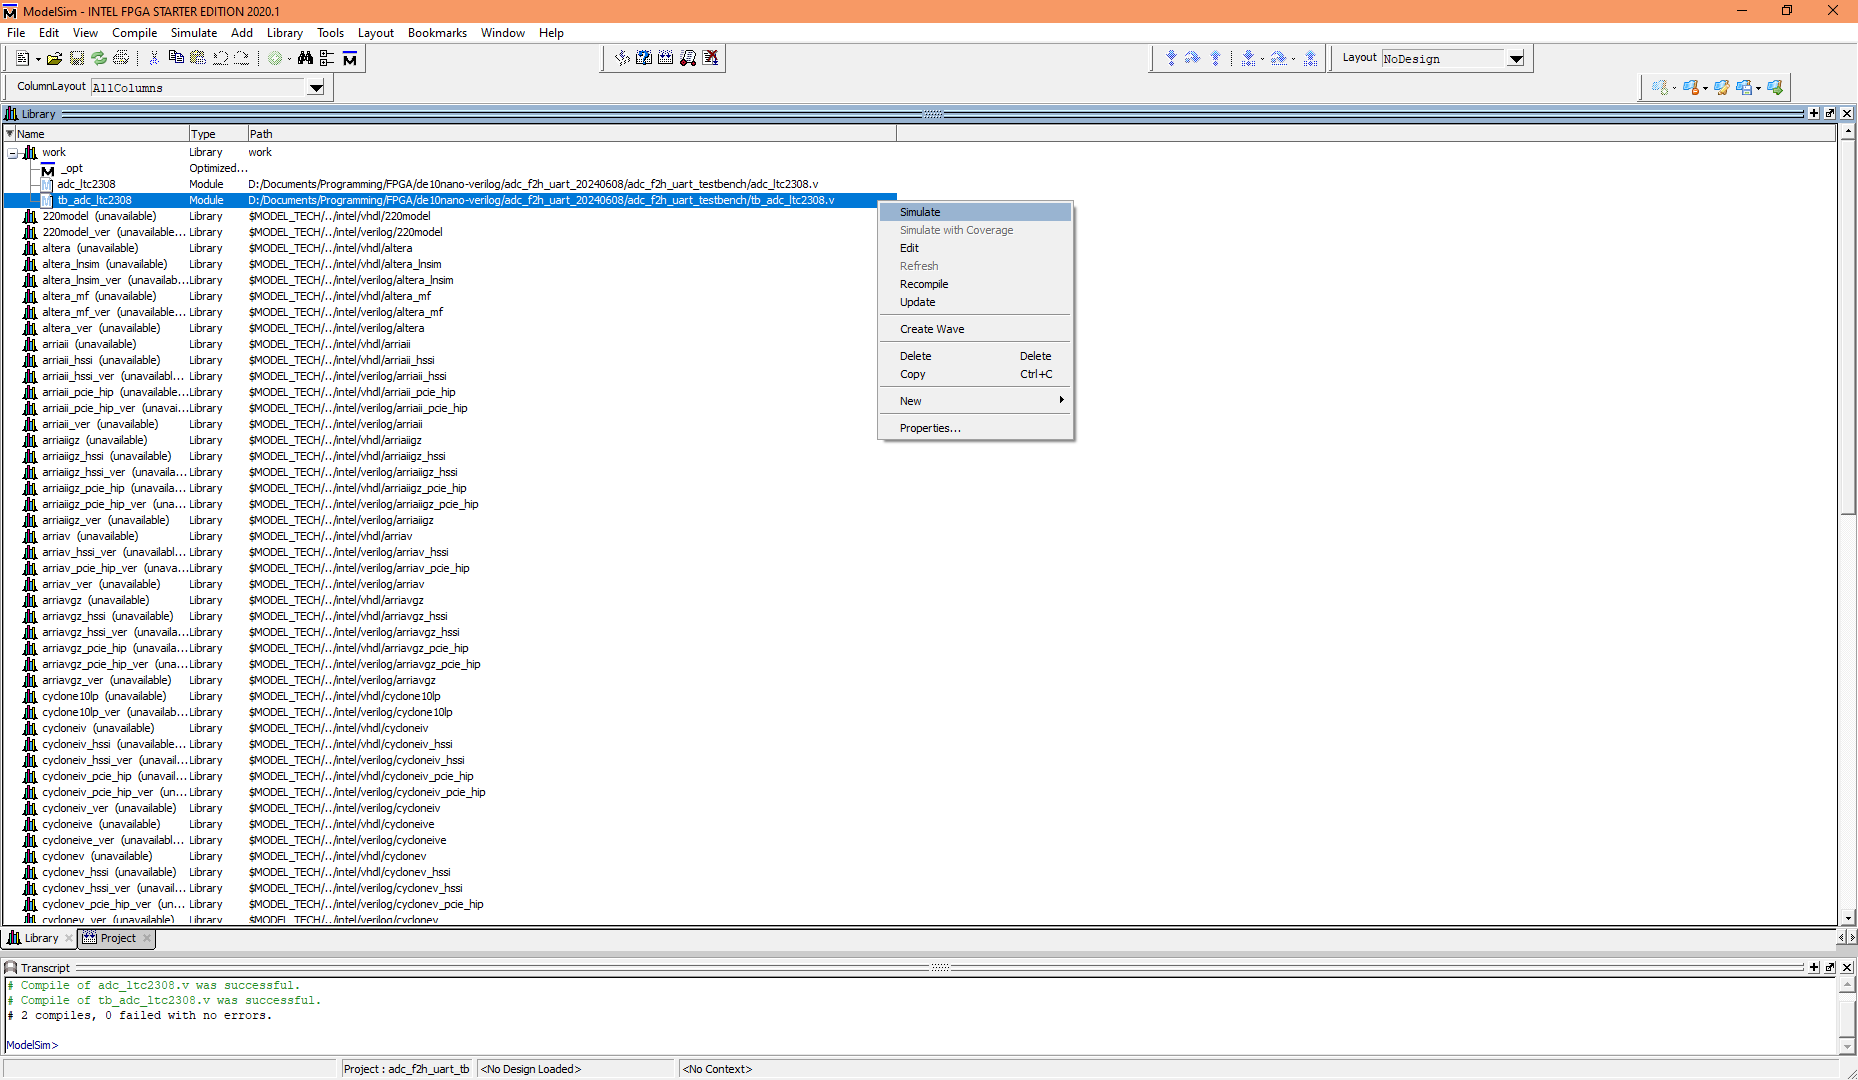 ModelSim - INTEL FPGA STARTER EDITION 2020.1
File Edit View Compile Simulate Add Library Tools Layout Bookmarks Window Help
Layout NoDesign
ColumnLayout AllColumns
Library
Name Type Path
work Library work
_opt Optimized...
adc_ltc2308 Module D:/Documents/Programming/FPGA/de10nano-verilog/adc_f2h_uart_20240608/adc_f2h_uart_testbench/adc_ltc2308.v
tb_adc_ltc2308 Module D:/Documents/Programming/FPGA/de10nano-verilog/adc_f2h_uart_20240608/adc_f2h_uart_testbench/tb_adc_ltc2308.v
220model (unavailable) Library $MODEL_TECH/../intel/vhdl/220model
220model_ver (unavailable... Library $MODEL_TECH/../intel/verilog/220model
altera (unavailable) Library $MODEL_TECH/../intel/vhdl/altera
altera_lnsim (unavailable) Library $MODEL_TECH/../intel/vhdl/altera_lnsim
altera_lnsim_ver (unavailab... Library $MODEL_TECH/../intel/verilog/altera_lnsim
altera_mf (unavailable) Library $MODEL_TECH/../intel/vhdl/altera_mf
altera_mf_ver (unavailable... Library $MODEL_TECH/../intel/verilog/altera_mf
altera_ver (unavailable) Library $MODEL_TECH/../intel/verilog/altera
arriaii (unavailable) Library $MODEL_TECH/../intel/vhdl/arriaii
arriaii_hssi (unavailable) Library $MODEL_TECH/../intel/vhdl/arriaii_hssi
arriaii_hssi_ver (unavailabl... Library $MODEL_TECH/../intel/verilog/arriaii_hssi
arriaii_pcie_hip (unavailable... Library $MODEL_TECH/../intel/vhdl/arriaii_pcie_hip
arriaii_pcie_hip_ver (unavai... Library $MODEL_TECH/../intel/verilog/arriaii_pcie_hip
arriaii_ver (unavailable) Library $MODEL_TECH/../intel/verilog/arriaii
arriaiigz (unavailable) Library $MODEL_TECH/../intel/vhdl/arriaiigz
arriaiigz_hssi (unavailable) Library $MODEL_TECH/../intel/vhdl/arriaiigz_hssi
arriaiigz_hssi_ver (unavaila... Library $MODEL_TECH/../intel/verilog/arriaiigz_hssi
arriaiigz_pcie_hip (unavaila... Library $MODEL_TECH/../intel/vhdl/arriaiigz_pcie_hip
arriaiigz_pcie_hip_ver (una... Library $MODEL_TECH/../intel/verilog/arriaiigz_pcie_hip
arriaiigz_ver (unavailable) Library $MODEL_TECH/../intel/verilog/arriaiigz
arriav (unavailable) Library $MODEL_TECH/../intel/vhdl/arriav
arriav_hssi_ver (unavailabl... Library $MODEL_TECH/../intel/verilog/arriav_hssi
arriav_pcie_hip_ver (unava... Library $MODEL_TECH/../intel/verilog/arriav_pcie_hip
arriav_ver (unavailable) Library $MODEL_TECH/../intel/verilog/arriav
arriavgz (unavailable) Library $MODEL_TECH/../intel/vhdl/arriavgz
arriavgz_hssi (unavailable) Library $MODEL_TECH/../intel/vhdl/arriavgz_hssi
arriavgz_hssi_ver (unavaila... Library $MODEL_TECH/../intel/verilog/arriavgz_hssi
arriavgz_pcie_hip (unavaila... Library $MODEL_TECH/../intel/vhdl/arriavgz_pcie_hip
arriavgz_pcie_hip_ver (una... Library $MODEL_TECH/../intel/verilog/arriavgz_pcie_hip
arriavgz_ver (unavailable) Library $MODEL_TECH/../intel/verilog/arriavgz
cyclone10lp (unavailable) Library $MODEL_TECH/../intel/vhdl/cyclone10lp
cyclone10lp_ver (unavailab... Library $MODEL_TECH/../intel/verilog/cyclone10lp
cycloneiv (unavailable) Library $MODEL_TECH/../intel/vhdl/cycloneiv
cycloneiv_hssi (unavailable... Library $MODEL_TECH/../intel/vhdl/cycloneiv_hssi
cycloneiv_hssi_ver (unavail... Library $MODEL_TECH/../intel/verilog/cycloneiv_hssi
cycloneiv_pcie_hip (unavail... Library $MODEL_TECH/../intel/vhdl/cycloneiv_pcie_hip
cycloneiv_pcie_hip_ver (un... Library $MODEL_TECH/../intel/verilog/cycloneiv_pcie_hip
cycloneiv_ver (unavailable) Library $MODEL_TECH/../intel/verilog/cycloneiv
cycloneive (unavailable) Library $MODEL_TECH/../intel/vhdl/cycloneive
cycloneive_ver (unavailabl... Library $MODEL_TECH/../intel/verilog/cycloneive
cyclonev (unavailable) Library $MODEL_TECH/../intel/vhdl/cyclonev
cyclonev_hssi (unavailable) Library $MODEL_TECH/../intel/vhdl/cyclonev_hssi
cyclonev_hssi_ver (unavail... Library $MODEL_TECH/../intel/verilog/cyclonev_hssi
cyclonev_pcie_hip_ver (un... Library $MODEL_TECH/../intel/verilog/cyclonev_pcie_hip
cyclonev_ver (unavailable) Library $MODEL_TECH/../intel/verilog/cyclonev
Simulate
Simulate with Coverage
Edit
Refresh
Recompile
Update
Create Wave
Delete Delete
Copy Ctrl+C
New
Properties...
Library Project
Transcript
# Compile of adc_ltc2308.v was successful.
# Compile of tb_adc_ltc2308.v was successful.
# 2 compiles, 0 failed with no errors.
ModelSim>
Project : adc_f2h_uart_tb <No Design Loaded> <No Context>